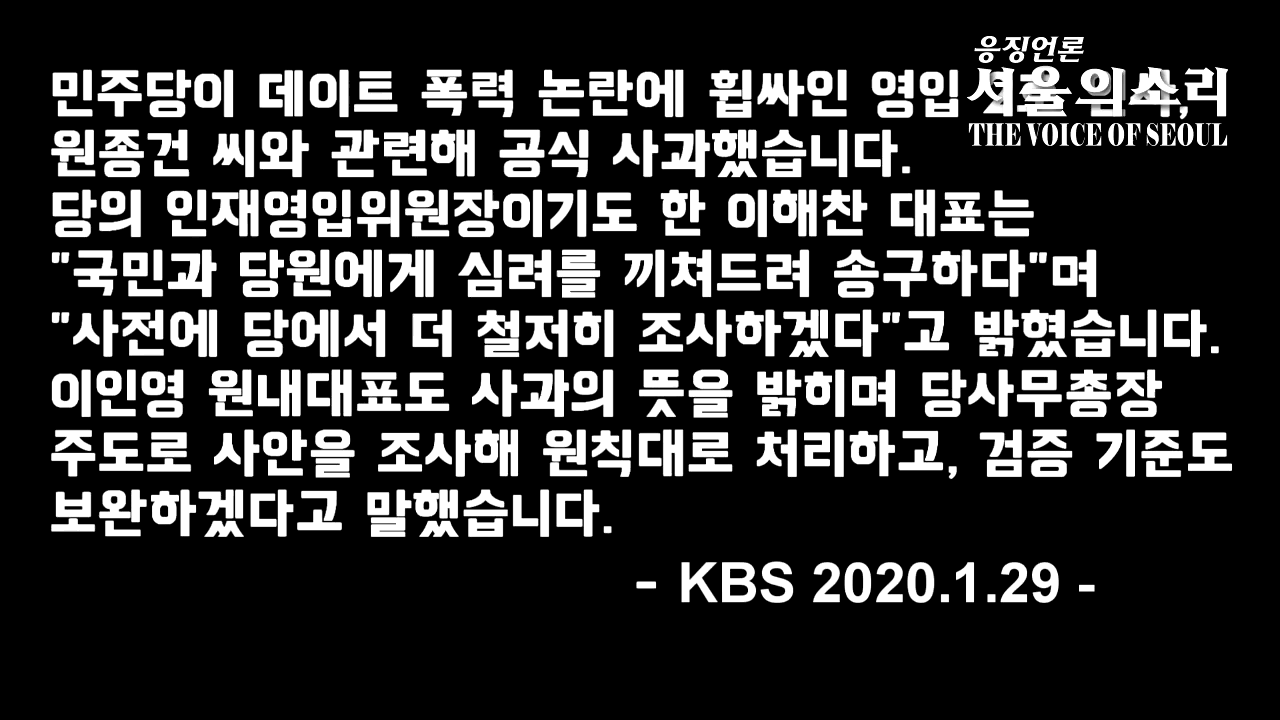 응징언론
서울의소리
THE VOICE OF SEOUL
민주당이 데이트 폭력 논란에 휩싸인 영입
원종건 씨와 관련해 공식 사과했습니다.
당의 인재영입위원장이기도 한 이해찬 대표는
"국민과 당원에게 심려를 끼쳐드려 송구하다"며
"사전에 당에서 더 철저히 조사하겠다"고 밝혔습니다.
이인영 원내대표도 사과의 뜻을 밝히며 당사무총장
주도로 사안을 조사해 원칙대로 처리하고, 검증 기준도
보완하겠다고 말했습니다.
- KBS 2020.1.29 -